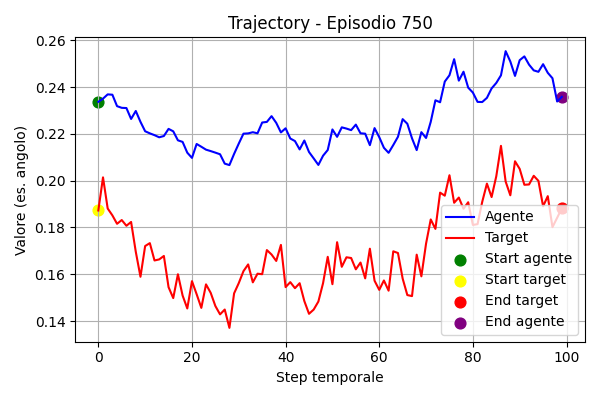 Trajectory - Episodio 750
Valore (es. angolo)
0.26
0.24
0.22
0.20
0.18
0.16
0.14
0
20
40
60
80
100
Step temporale
Agente
Target
Start agente
Start target
End target
End agente